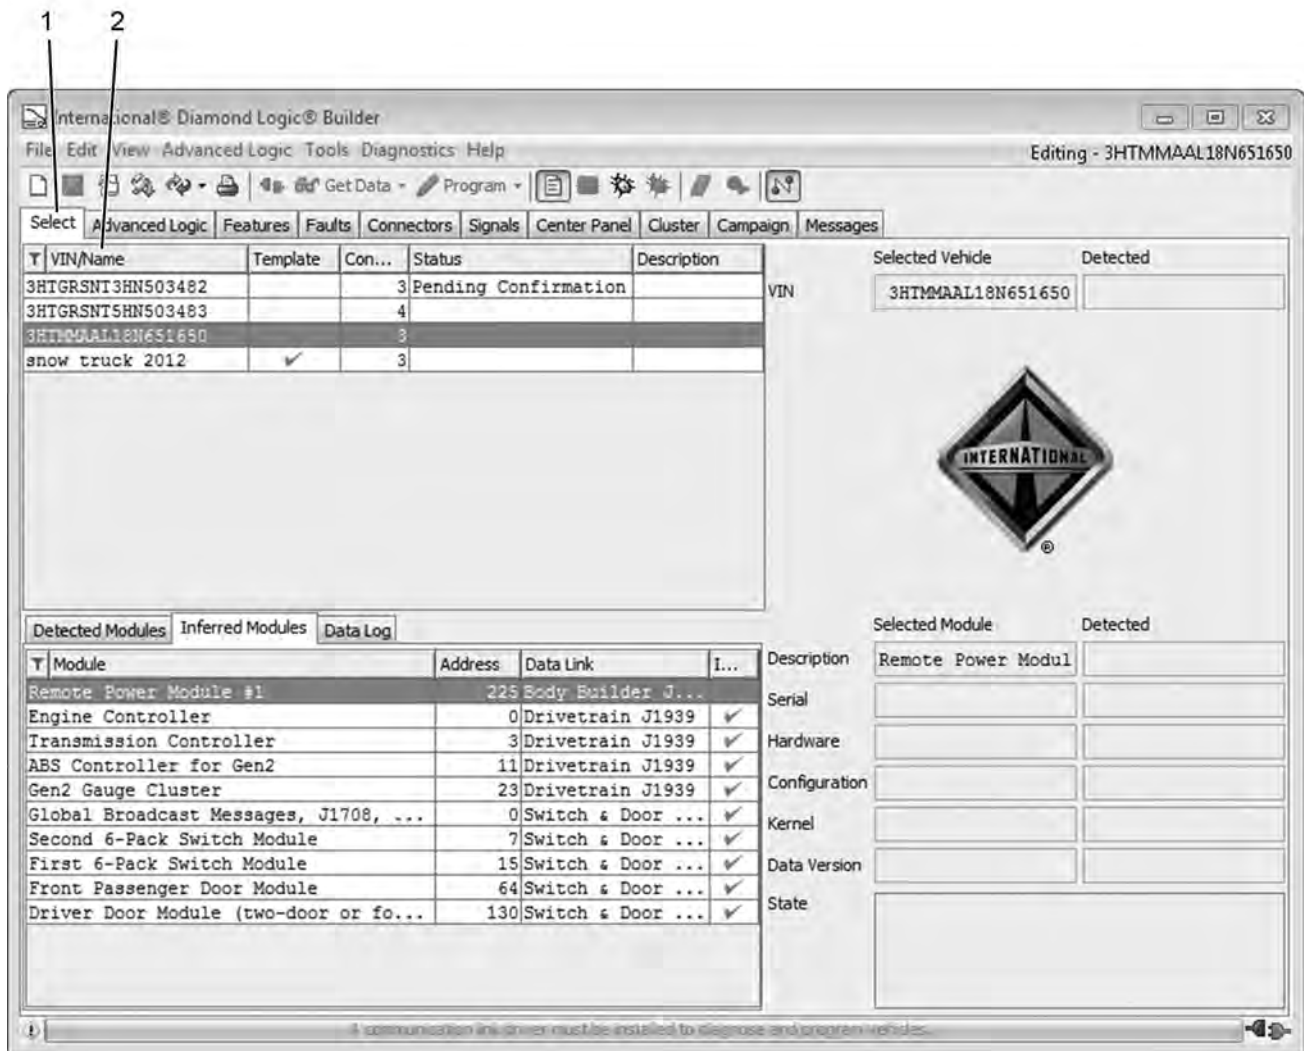 1 2
International® Diamond Logic® Builder
File Edit View Advanced Logic Tools Diagnostics Help Editing - 3HTMMAAL18N651650
Get Data Program
Select Advanced Logic Features Faults Connectors Signals Center Panel Cluster Campaign Messages
VIN/Name Template Con... Status Description Selected Vehicle Detected
3HTGRSNT3HN503482 3 Pending Confirmation VIN 3HTMMAAL18N651650
3HTGRSNT5HN503483 4
3HTMMAAL18N651650 3
snow truck 2012 ✓ 3
INTERNATIONAL
®
Detected Modules Inferred Modules Data Log Selected Module Detected
Module Address Data Link I... Description Remote Power Modul
Remote Power Module #1 225 Body Builder J...
Serial
Engine Controller 0 Drivetrain J1939 ✓
Transmission Controller 3 Drivetrain J1939 ✓ Hardware
ABS Controller for Gen2 11 Drivetrain J1939 ✓
Gen2 Gauge Cluster 23 Drivetrain J1939 ✓ Configuration
Global Broadcast Messages, J1708, ... 0 Switch & Door ... ✓ Kernel
Second 6-Pack Switch Module 7 Switch & Door ... ✓
First 6-Pack Switch Module 15 Switch & Door ... ✓ Data Version
Front Passenger Door Module 64 Switch & Door ... ✓
State
Driver Door Module (two-door or fo... 130 Switch & Door ... ✓
A communication link driver must be installed to diagnose and program vehicles.